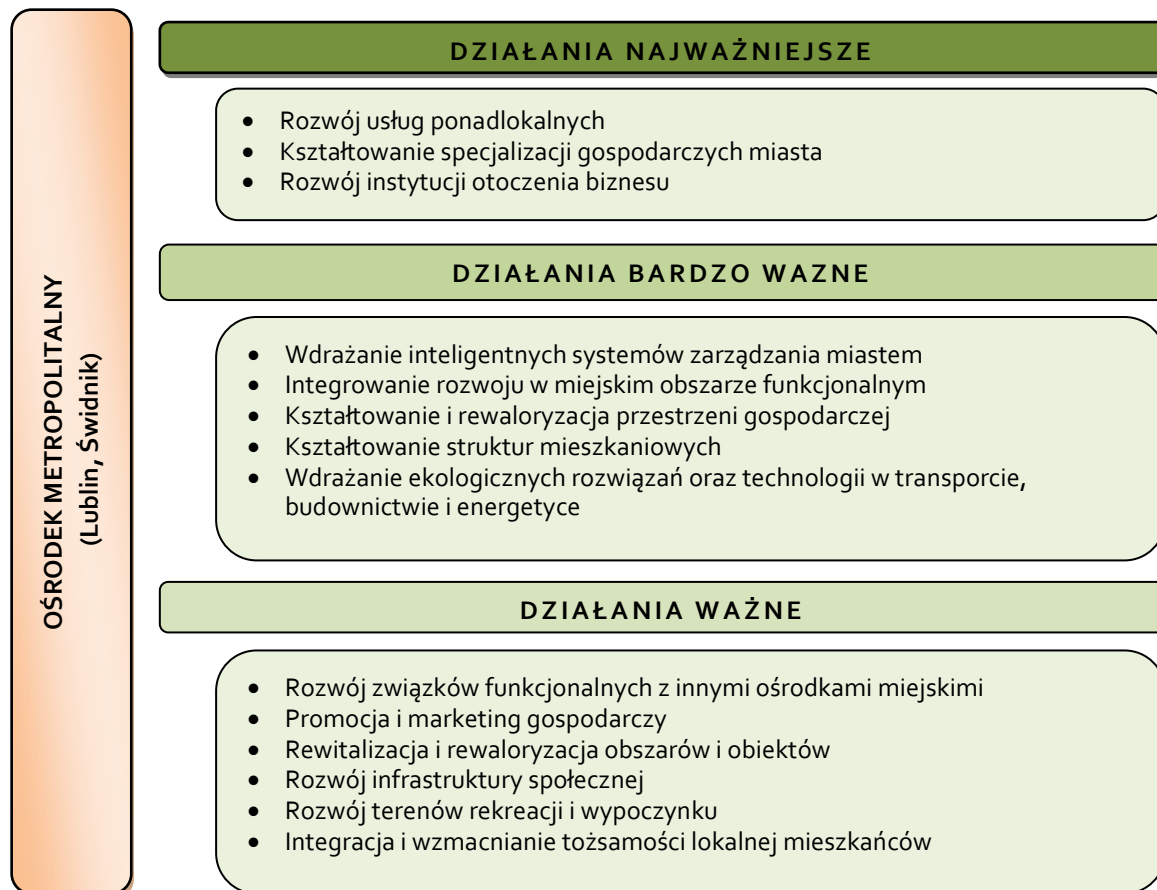 OŚRODEK METROPOLITALNY
(Lublin, Świdnik)
DZIAŁANIA NAJWAŻNIEJSZE
• Rozwój usług ponadlokalnych
• Kształtowanie specjalizacji gospodarczych miasta
• Rozwój instytucji otoczenia biznesu
DZIAŁANIA BARDZO WAZNE
• Wdrażanie inteligentnych systemów zarządzania miastem
• Integrowanie rozwoju w miejskim obszarze funkcjonalnym
• Kształtowanie i rewaloryzacja przestrzeni gospodarczej
• Kształtowanie struktur mieszkaniowych
• Wdrażanie ekologicznych rozwiązań oraz technologii w transporcie,
budownictwie i energetyce
DZIAŁANIA WAŻNE
• Rozwój związków funkcjonalnych z innymi ośrodkami miejskimi
• Promocja i marketing gospodarczy
• Rewitalizacja i rewaloryzacja obszarów i obiektów
• Rozwój infrastruktury społecznej
• Rozwój terenów rekreacji i wypoczynku
• Integracja i wzmacnianie tożsamości lokalnej mieszkańców